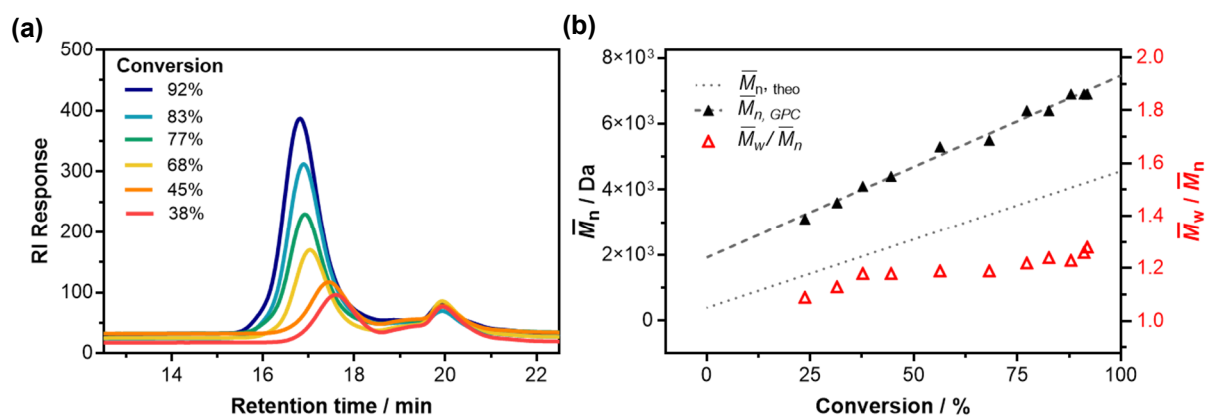 (a)
500
400
300
200
100
0
RI Response
Conversion
92%
83%
77%
68%
45%
38%
14 16 18 20 22
Retention time / min
(b)
8×10³
6×10³
4×10³
2×10³
0
M̅n / Da
M̅n, theo
M̅n, GPC
M̅w/ M̅n
2.0
1.8
1.6
1.4
1.2
1.0
M̅w / M̅n
0 25 50 75 100
Conversion / %